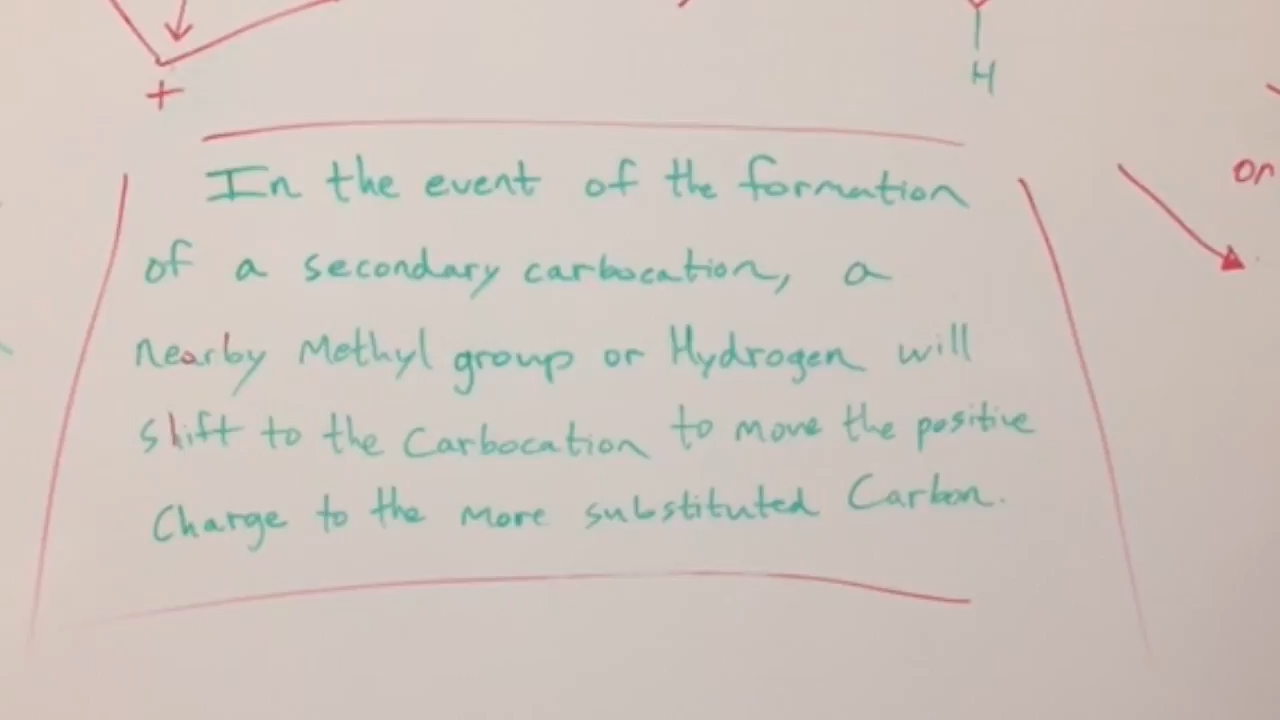 +
H
or
In the event of the formation
of a secondary carbocation, a
nearby Methyl group or Hydrogen will
shift to the Carbocation to move the positive
Charge to the more substituted Carbon.